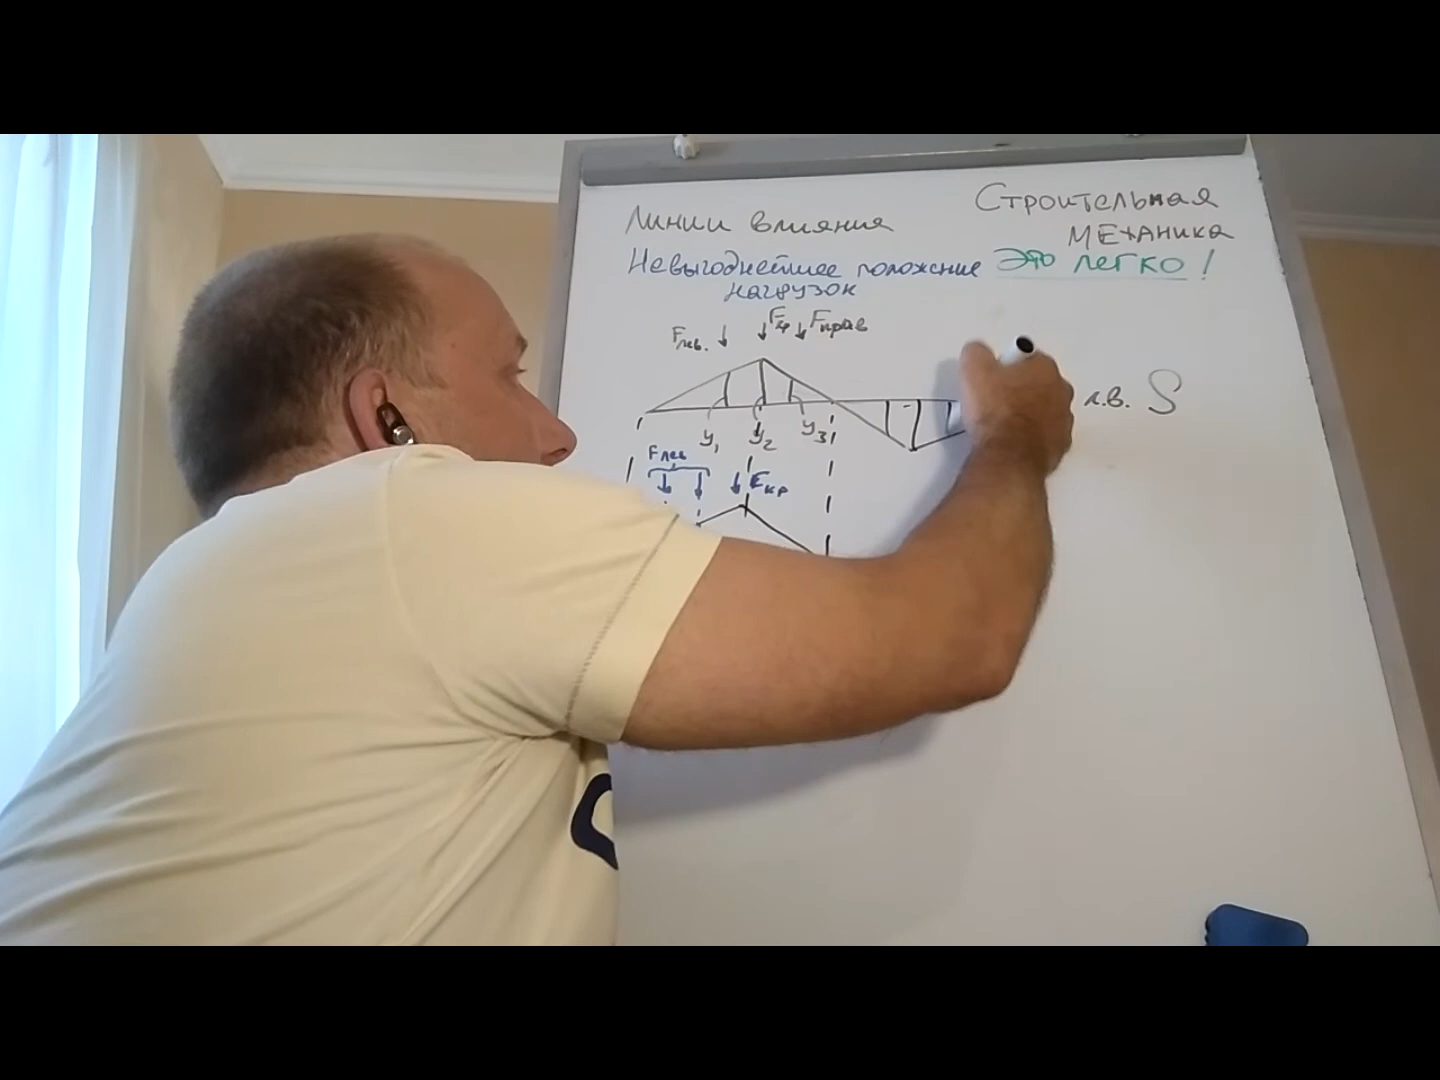 Линии влияния
Строительная
механика
Это легко!
Невыгоднейшее положение
нагрузок
Fлев. Fкр Fправ
л.в. S
y1 y2 y3
Fлев
Fкр